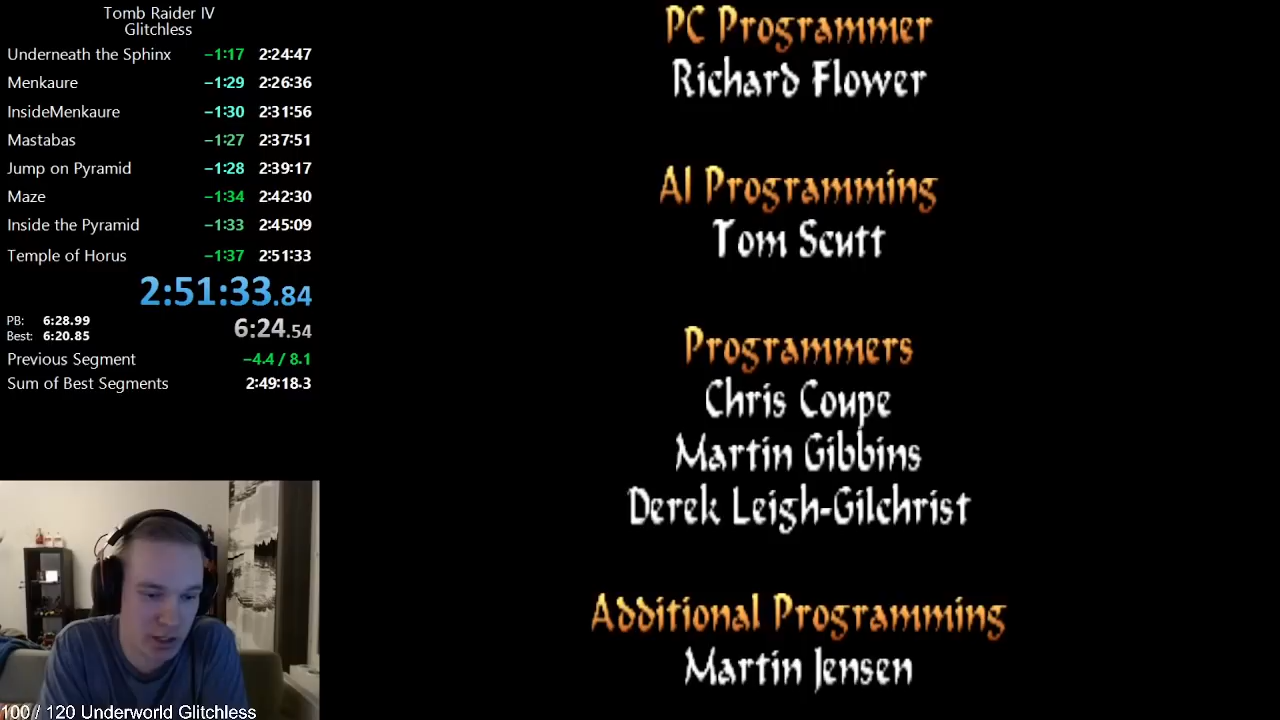 Tomb Raider IV
Glitchless
Underneath the Sphinx −1:17 2:24:47
Menkaure −1:29 2:26:36
InsideMenkaure −1:30 2:31:56
Mastabas −1:27 2:37:51
Jump on Pyramid −1:28 2:39:17
Maze −1:34 2:42:30
Inside the Pyramid −1:33 2:45:09
Temple of Horus −1:37 2:51:33
2:51:33.84
PB: 6:28.99
Best: 6:20.85
6:24.54
Previous Segment −4.4 / 8.1
Sum of Best Segments 2:49:18.3
100 / 120 Underworld Glitchless
PC Programmer
Richard Flower
AI Programming
Tom Scutt
Programmers
Chris Coupe
Martin Gibbins
Derek Leigh-Gilchrist
Additional Programming
Martin Jensen